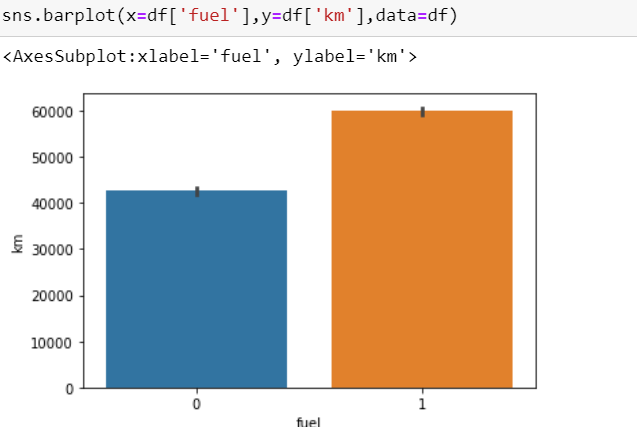 sns.barplot(x=df['fuel'],y=df['km'],data=df)
<AxesSubplot:xlabel='fuel', ylabel='km'>
60000
50000
40000
30000
20000
10000
0
km
0 1
fuel